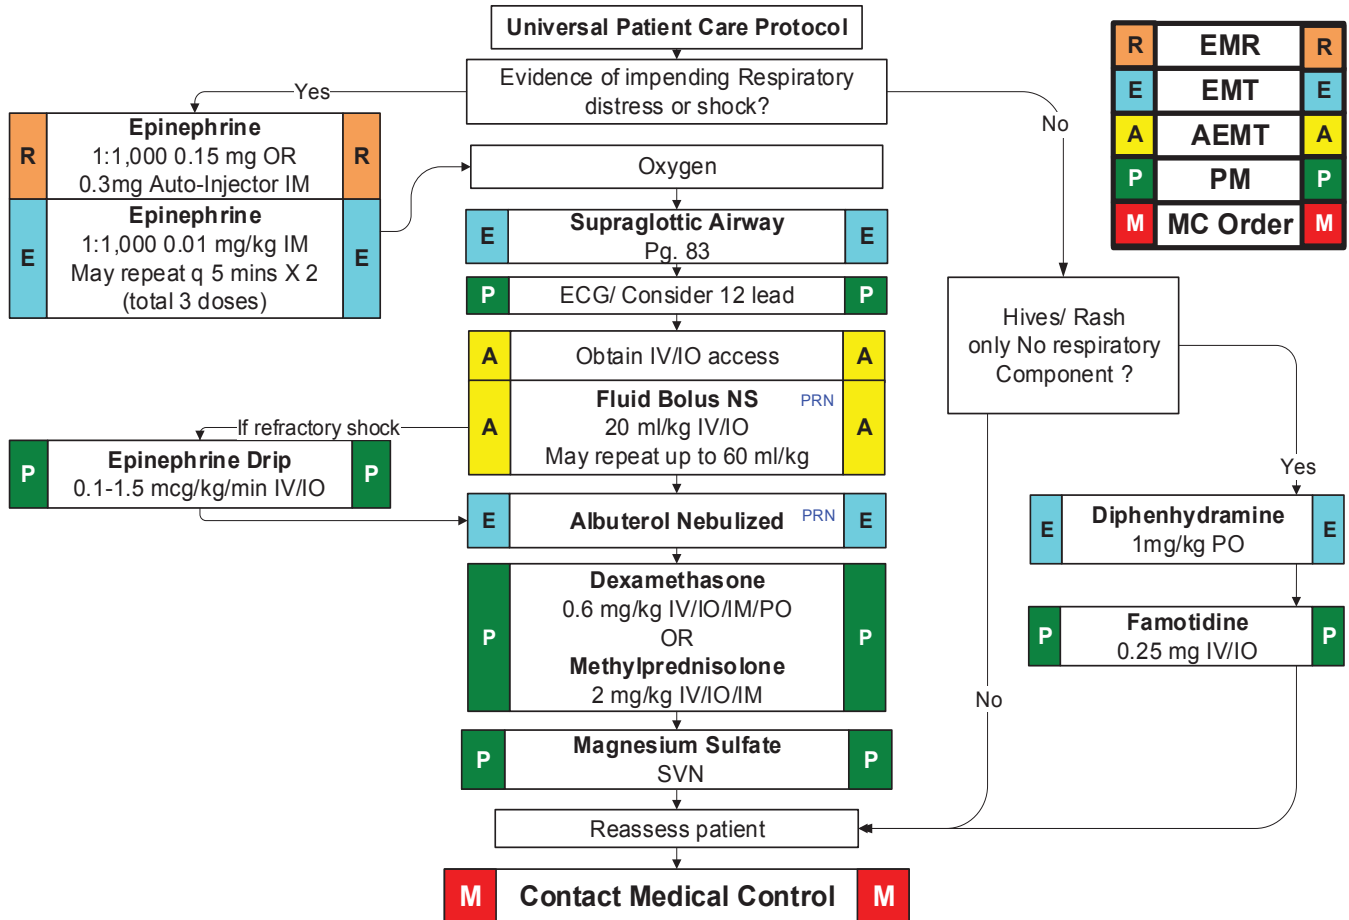 Universal Patient Care Protocol
Evidence of impending Respiratory
distress or shock?
Yes
No
R EMR R
E EMT E
A AEMT A
P PM P
M MC Order M
R Epinephrine R
1:1,000 0.15 mg OR
0.3mg Auto-Injector IM
E Epinephrine E
1:1,000 0.01 mg/kg IM
May repeat q 5 mins X 2
(total 3 doses)
Oxygen
E Supraglottic Airway E
Pg. 83
P ECG/ Consider 12 lead P
A Obtain IV/IO access A
A Fluid Bolus NS PRN A
20 ml/kg IV/IO
May repeat up to 60 ml/kg
If refractory shock
P Epinephrine Drip P
0.1-1.5 mcg/kg/min IV/IO
E Albuterol Nebulized PRN E
P Dexamethasone P
0.6 mg/kg IV/IO/IM/PO
OR
Methylprednisolone
2 mg/kg IV/IO/IM
P Magnesium Sulfate P
SVN
Hives/ Rash
only No respiratory
Component ?
Yes
No
E Diphenhydramine E
1mg/kg PO
P Famotidine P
0.25 mg IV/IO
Reassess patient
M Contact Medical Control M